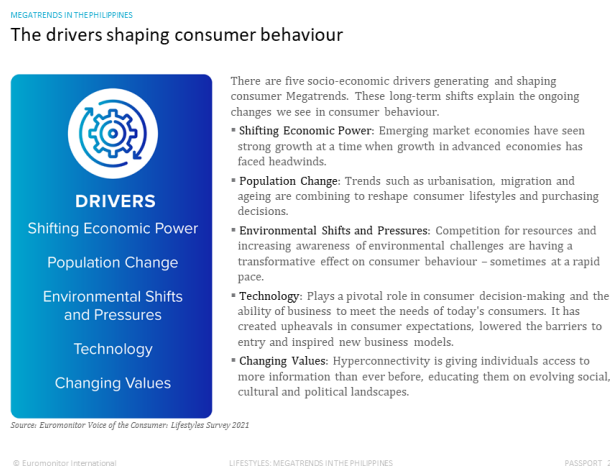 MEGATRENDS IN THE PHILIPPINES
The drivers shaping consumer behaviour
DRIVERS
Shifting Economic Power
Population Change
Environmental Shifts
and Pressures
Technology
Changing Values
There are five socio-economic drivers generating and shaping
consumer Megatrends. These long-term shifts explain the ongoing
changes we see in consumer behaviour.
▪ Shifting Economic Power: Emerging market economies have seen
strong growth at a time when growth in advanced economies has
faced headwinds.
▪ Population Change: Trends such as urbanisation, migration and
ageing are combining to reshape consumer lifestyles and purchasing
decisions.
▪ Environmental Shifts and Pressures: Competition for resources and
increasing awareness of environmental challenges are having a
transformative effect on consumer behaviour – sometimes at a rapid
pace.
▪ Technology: Plays a pivotal role in consumer decision-making and the
ability of business to meet the needs of today's consumers. It has
created upheavals in consumer expectations, lowered the barriers to
entry and inspired new business models.
▪ Changing Values: Hyperconnectivity is giving individuals access to
more information than ever before, educating them on evolving social,
cultural and political landscapes.
Source: Euromonitor Voice of the Consumer: Lifestyles Survey 2021
© Euromonitor International
LIFESTYLES: MEGATRENDS IN THE PHILIPPINES
PASSPORT 2